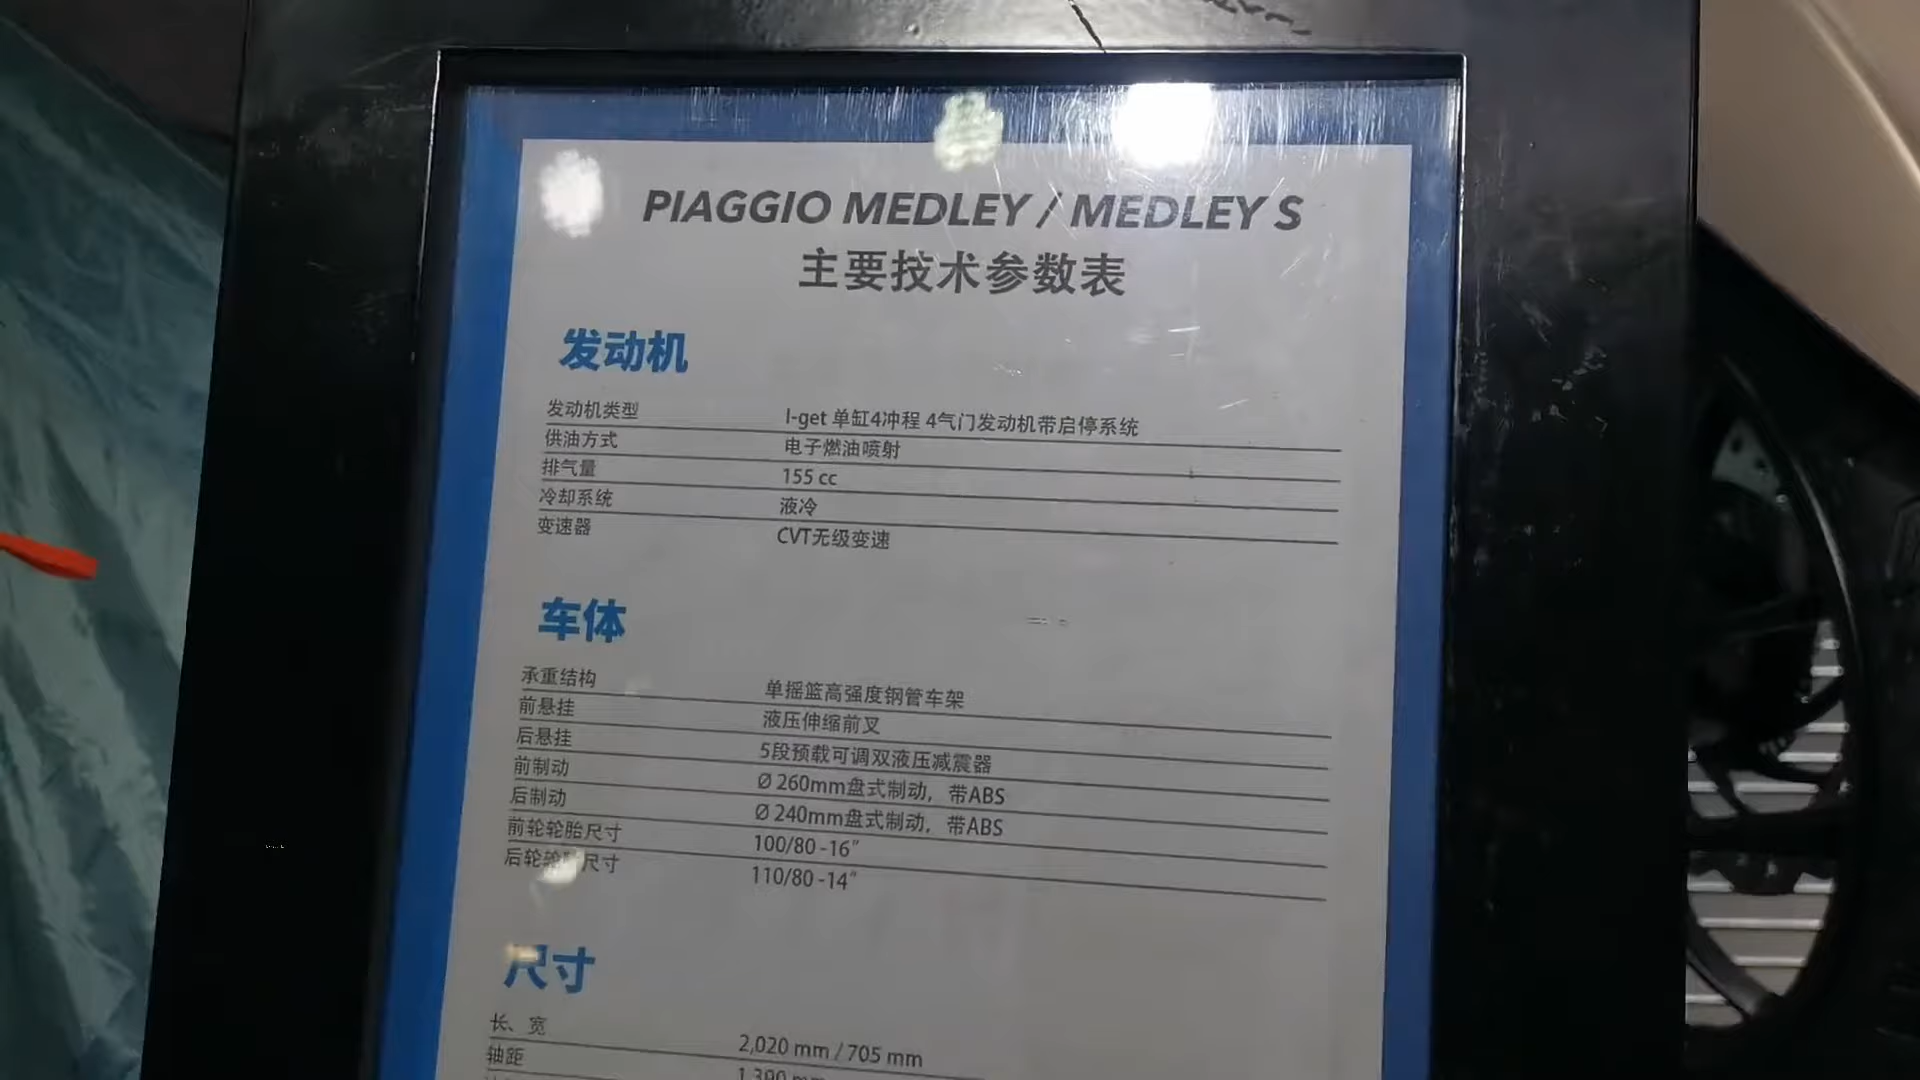 PIAGGIO MEDLEY / MEDLEY S
主要技术参数表
发动机
发动机类型 I-get 单缸4冲程 4气门发动机带启停系统
供油方式 电子燃油喷射
排气量 155 cc
冷却系统 液冷
变速器 CVT无级变速
车体
承重结构 单摇篮高强度钢管车架
前悬挂 液压伸缩前叉
后悬挂 5段预载可调双液压减震器
前制动 Ø 260mm盘式制动，带ABS
后制动 Ø 240mm盘式制动，带ABS
前轮轮胎尺寸 100/80 -16"
后轮轮胎尺寸 110/80 -14"
尺寸
长、宽 2,020 mm / 705 mm
轴距 1,390 mm